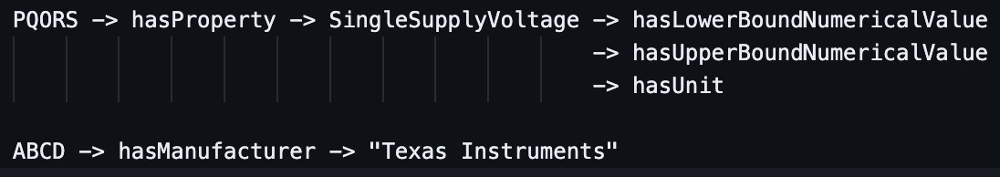 PQORS -> hasProperty -> SingleSupplyVoltage -> hasLowerBoundNumericalValue
-> hasUpperBoundNumericalValue
-> hasUnit
ABCD -> hasManufacturer -> "Texas Instruments"